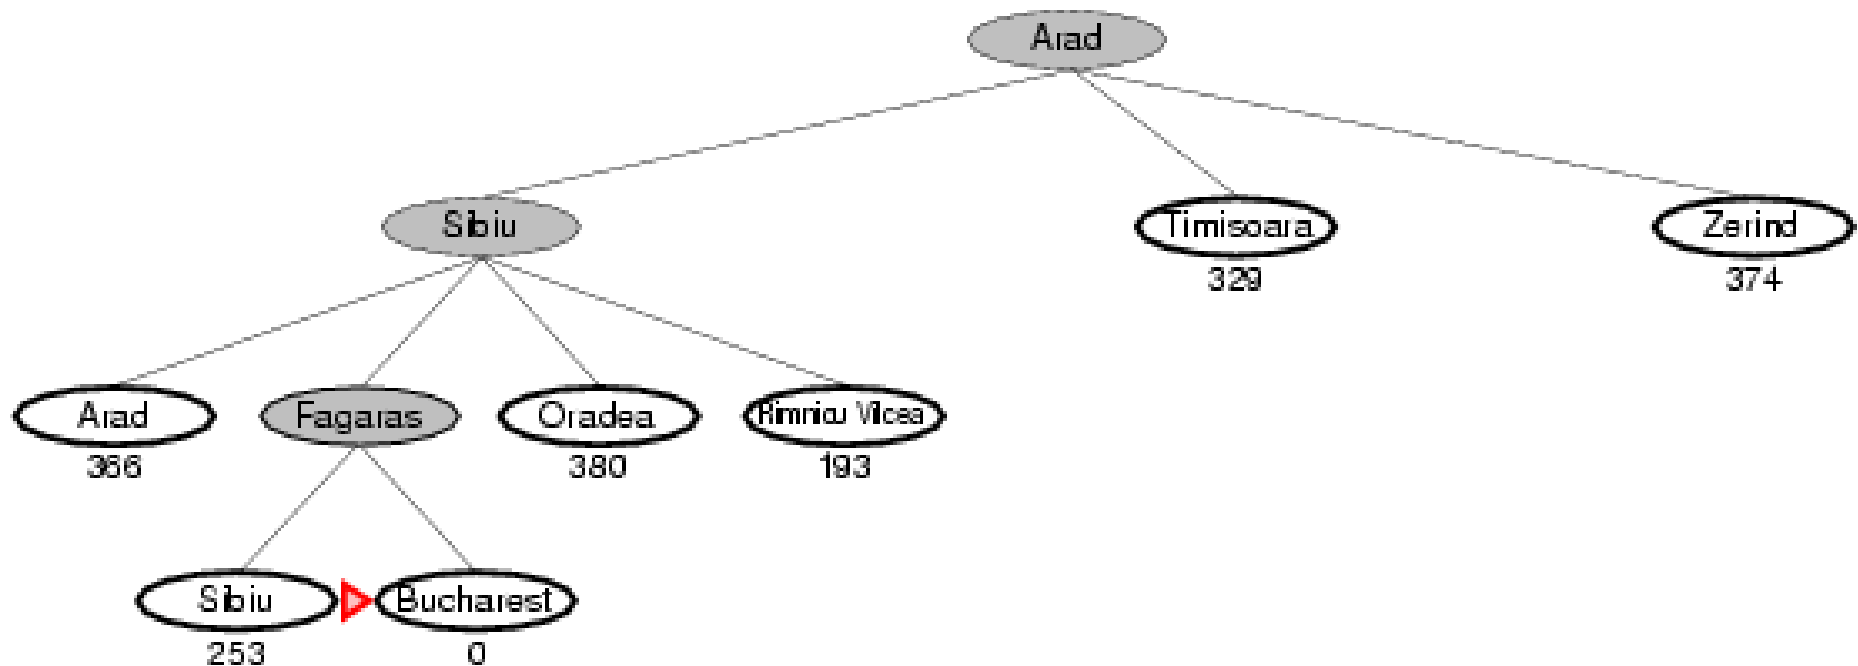 Arad
Sibiu
Timisoara
Zerind
329
374
Arad
Fagaras
Oradea
Rimnicu Vilcea
366
380
193
Sibiu
Bucharest
253
0